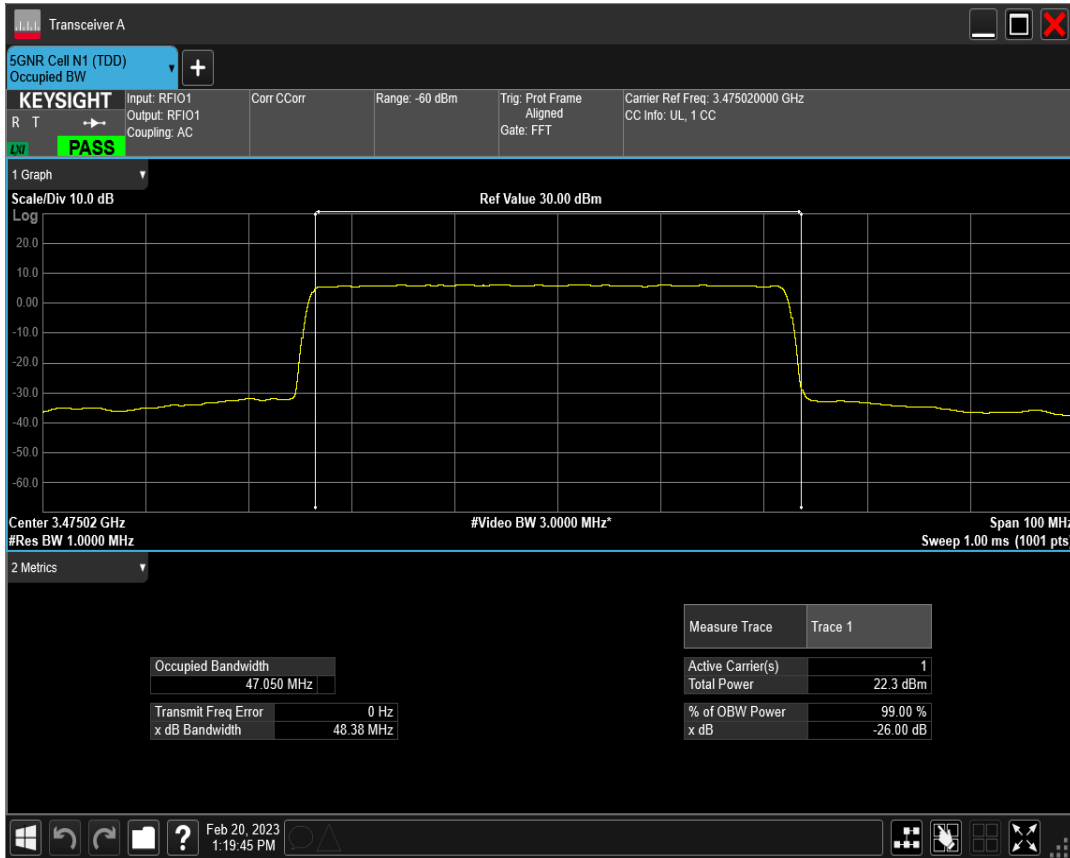 Transceiver A
5GNR Cell N1 (TDD)
Occupied BW
KEYSIGHT
R T
LXI
PASS
Input: RFIO1
Output: RFIO1
Coupling: AC
Corr CCorr
Range: -60 dBm
Trig: Prot Frame
Aligned
Gate: FFT
Carrier Ref Freq: 3.475020000 GHz
CC Info: UL, 1 CC
1 Graph
Scale/Div 10.0 dB
Ref Value 30.00 dBm
Log
20.0
10.0
0.00
-10.0
-20.0
-30.0
-40.0
-50.0
-60.0
Center 3.47502 GHz
#Video BW 3.0000 MHz*
Span 100 MHz
#Res BW 1.0000 MHz
Sweep 1.00 ms (1001 pts)
2 Metrics
Measure Trace Trace 1
Occupied Bandwidth
47.050 MHz
Active Carrier(s) 1
Total Power 22.3 dBm
Transmit Freq Error 0 Hz
x dB Bandwidth 48.38 MHz
% of OBW Power 99.00 %
x dB -26.00 dB
Feb 20, 2023
1:19:45 PM